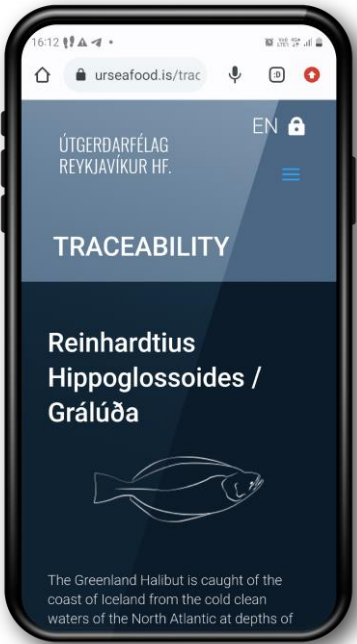 16:12
urseafood.is/trac
:D
EN
ÚTGERÐARFÉLAG
REYKJAVÍKUR HF.
TRACEABILITY
Reinhardtius
Hippoglossoides /
Grálúða
The Greenland Halibut is caught of the
coast of Iceland from the cold clean
waters of the North Atlantic at depths of